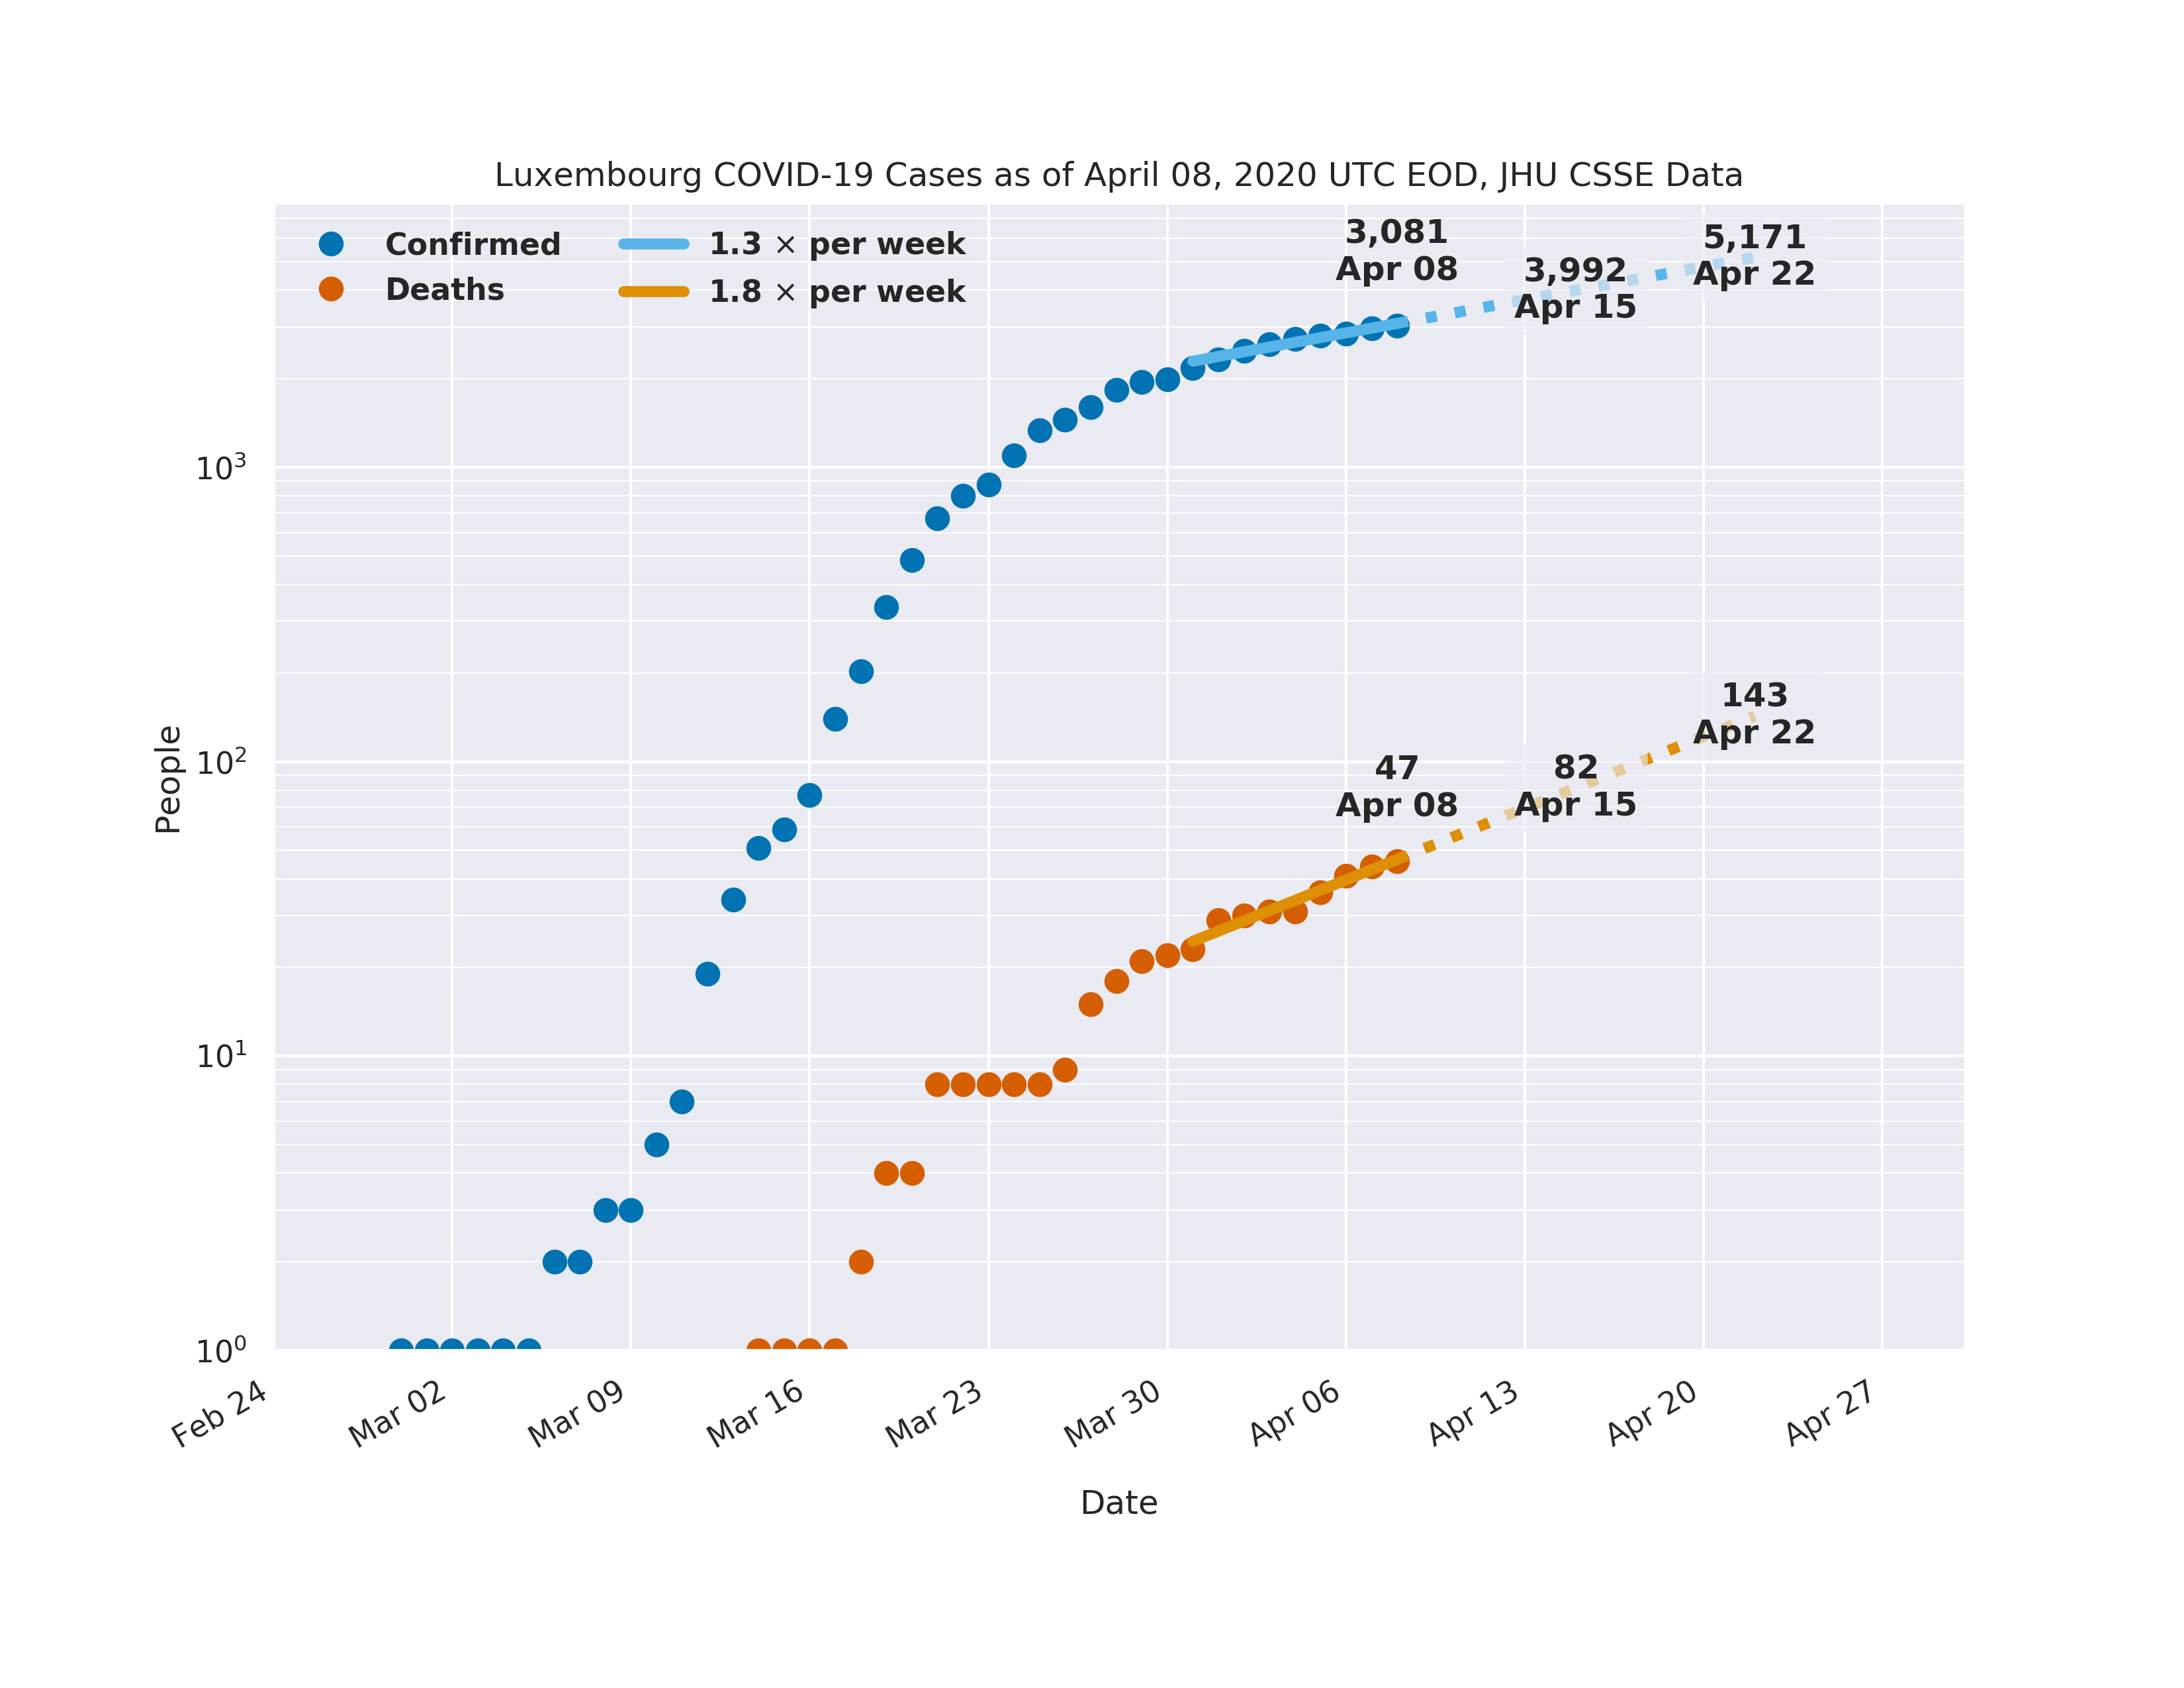 Luxembourg COVID-19 Cases as of April 08, 2020 UTC EOD, JHU CSSE Data
Confirmed
Deaths
1.3 × per week
1.8 × per week
3,081
Apr 08
3,992
Apr 15
5,171
Apr 22
47
Apr 08
82
Apr 15
143
Apr 22
People
10³
10²
10¹
10⁰
Feb 24
Mar 02
Mar 09
Mar 16
Mar 23
Mar 30
Apr 06
Apr 13
Apr 20
Apr 27
Date